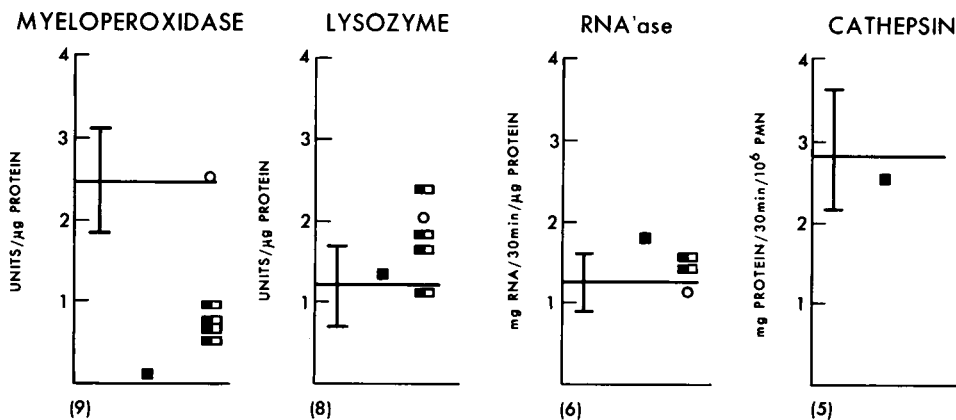 MYELOPEROXIDASE
4
3
2
1
UNITS/µg PROTEIN
(9)
LYSOZYME
4
3
2
1
UNITS/µg PROTEIN
(8)
RNA'ase
4
3
2
1
mg RNA/30min/µg PROTEIN
(6)
CATHEPSIN
4
3
2
1
mg PROTEIN/30min/10⁶ PMN
(5)